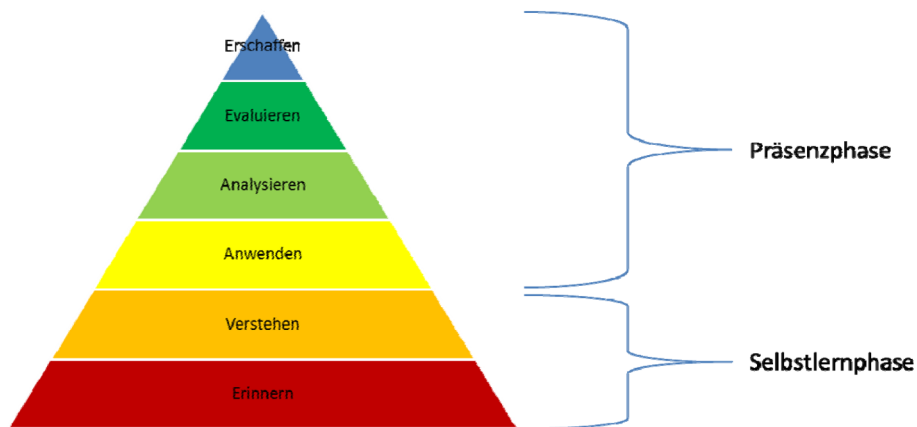 Erschaffen
Evaluieren
Analysieren
Präsenzphase
Anwenden
Verstehen
Selbstlernphase
Erinnern